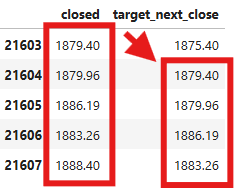 closed target_next_close
21603 1879.40 1875.40
21604 1879.96 1879.40
21605 1886.19 1879.96
21606 1883.26 1886.19
21607 1888.40 1883.26